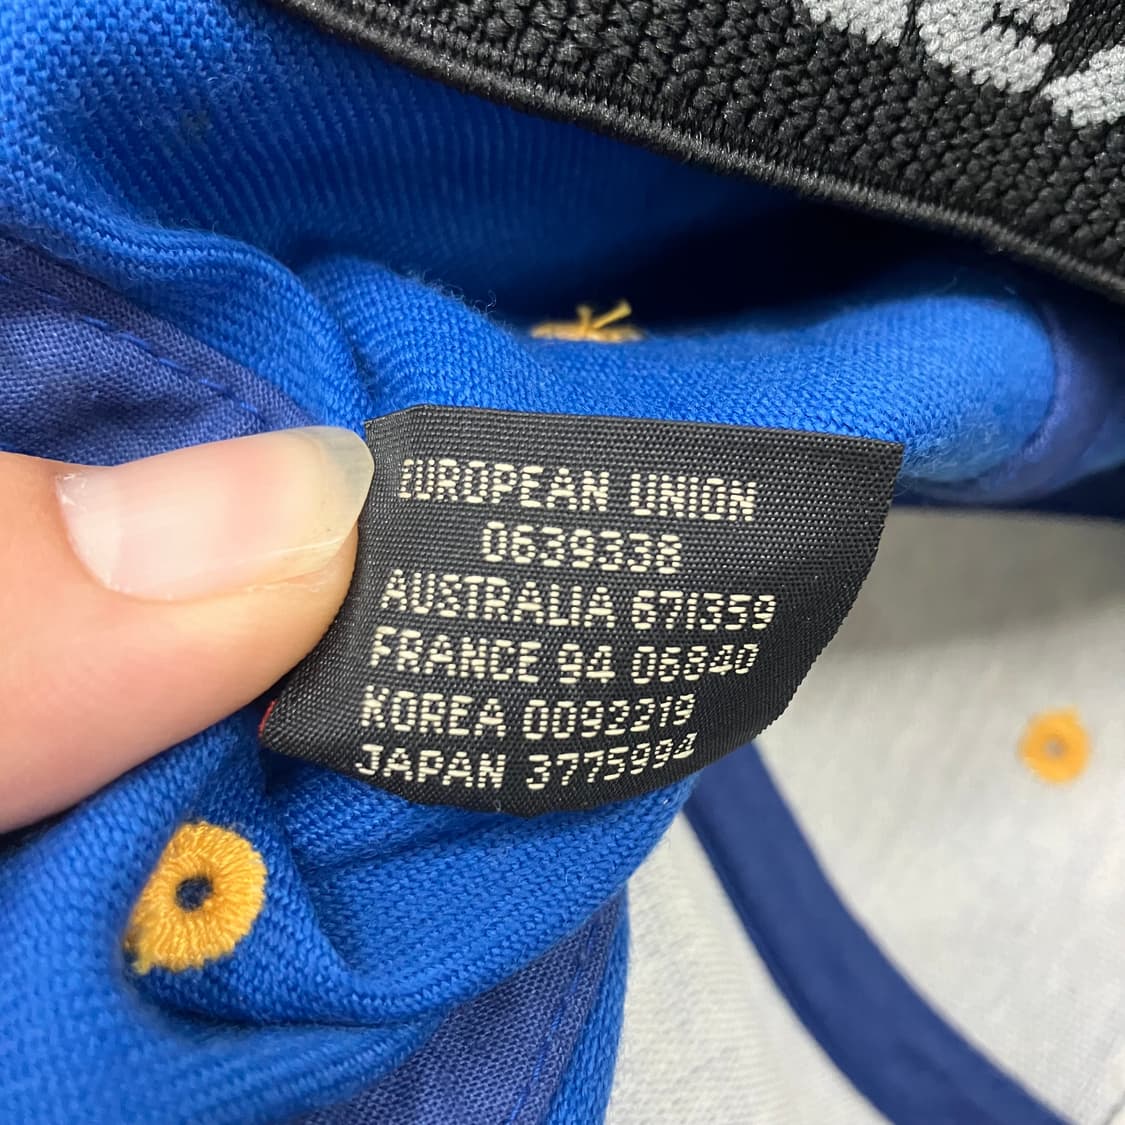 EUROPEAN UNION
0639338
AUSTRALIA 671359
FRANCE 94 06840
KOREA 0092219
JAPAN 3775994